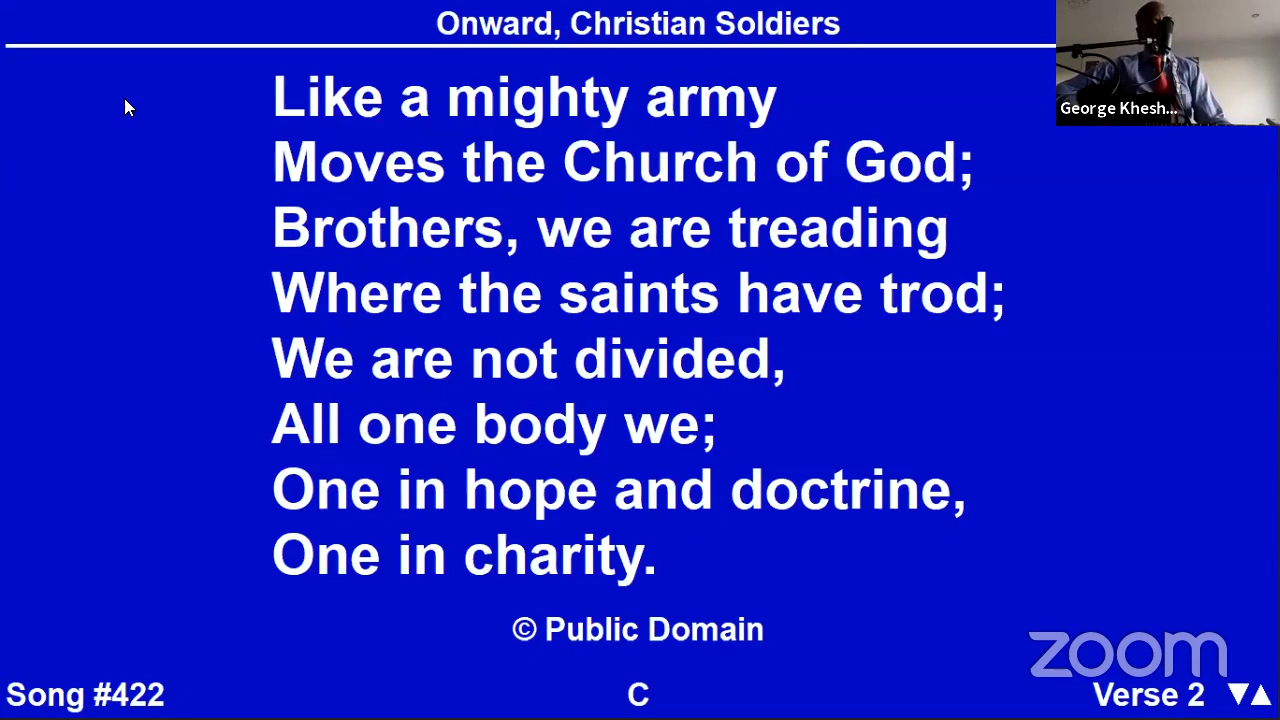 Onward, Christian Soldiers
George Khesh...
Like a mighty army
Moves the Church of God;
Brothers, we are treading
Where the saints have trod;
We are not divided,
All one body we;
One in hope and doctrine,
One in charity.
© Public Domain
zoom
Song #422
C
Verse 2